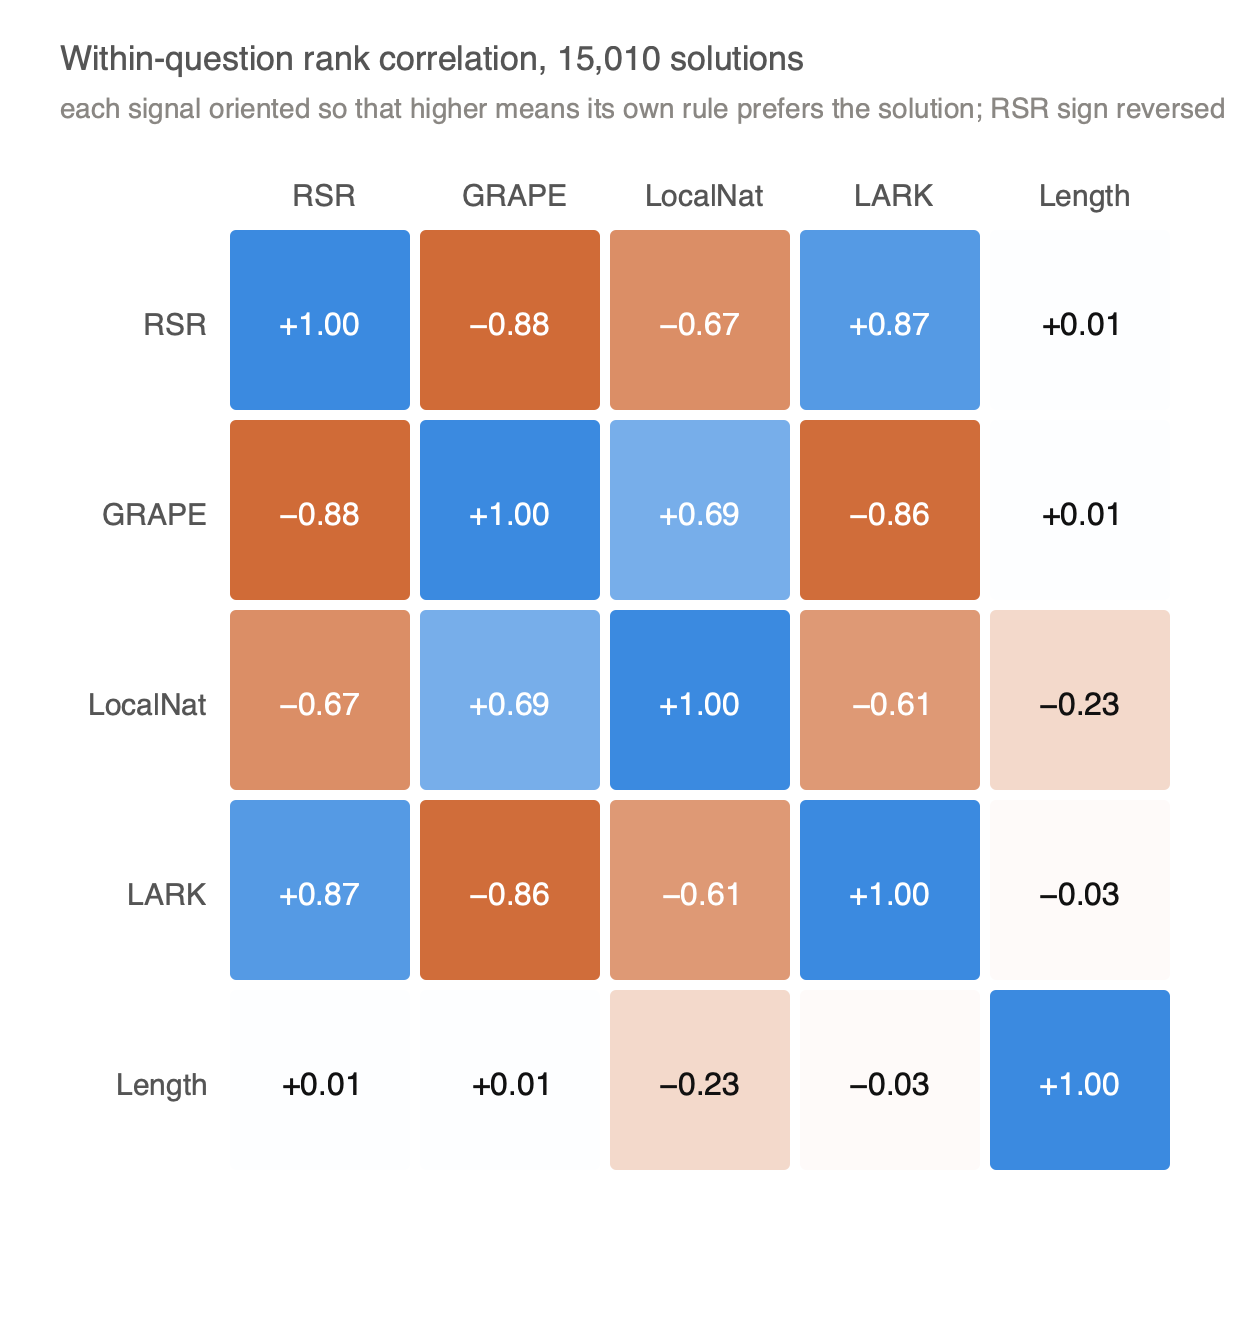 Within-question rank correlation, 15,010 solutions
each signal oriented so that higher means its own rule prefers the solution; RSR sign reversed
RSR GRAPE LocalNat LARK Length
RSR +1.00 −0.88 −0.67 +0.87 +0.01
GRAPE −0.88 +1.00 +0.69 −0.86 +0.01
LocalNat −0.67 +0.69 +1.00 −0.61 −0.23
LARK +0.87 −0.86 −0.61 +1.00 −0.03
Length +0.01 +0.01 −0.23 −0.03 +1.00